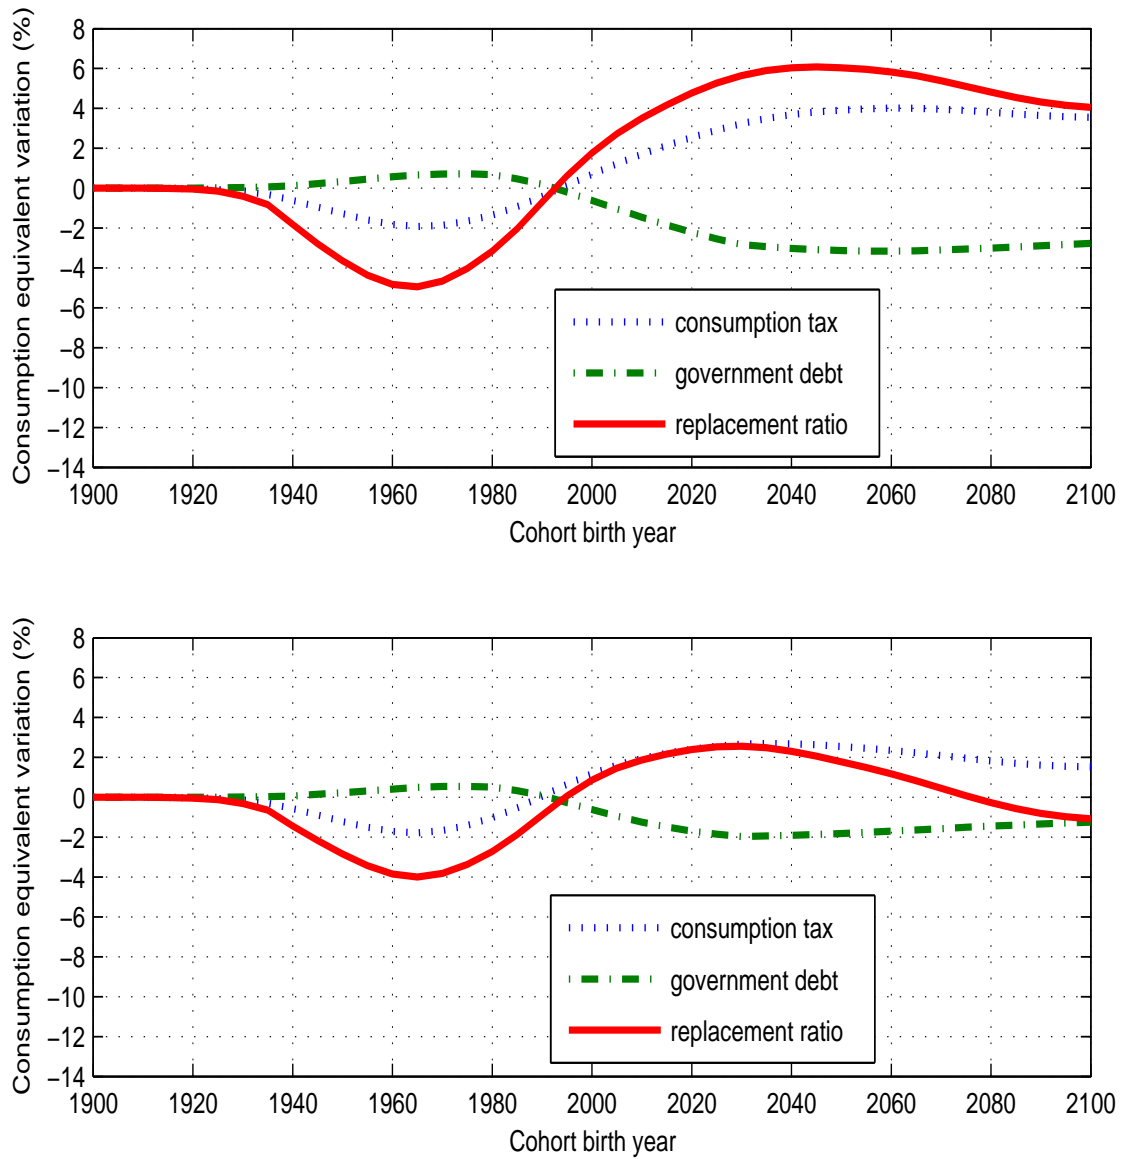 Consumption equivalent variation (%)
8
6
4
2
0
−2
−4
−6
−8
−10
−12
−14
consumption tax
government debt
replacement ratio
1900 1920 1940 1960 1980 2000 2020 2040 2060 2080 2100
Cohort birth year
Consumption equivalent variation (%)
8
6
4
2
0
−2
−4
−6
−8
−10
−12
−14
consumption tax
government debt
replacement ratio
1900 1920 1940 1960 1980 2000 2020 2040 2060 2080 2100
Cohort birth year